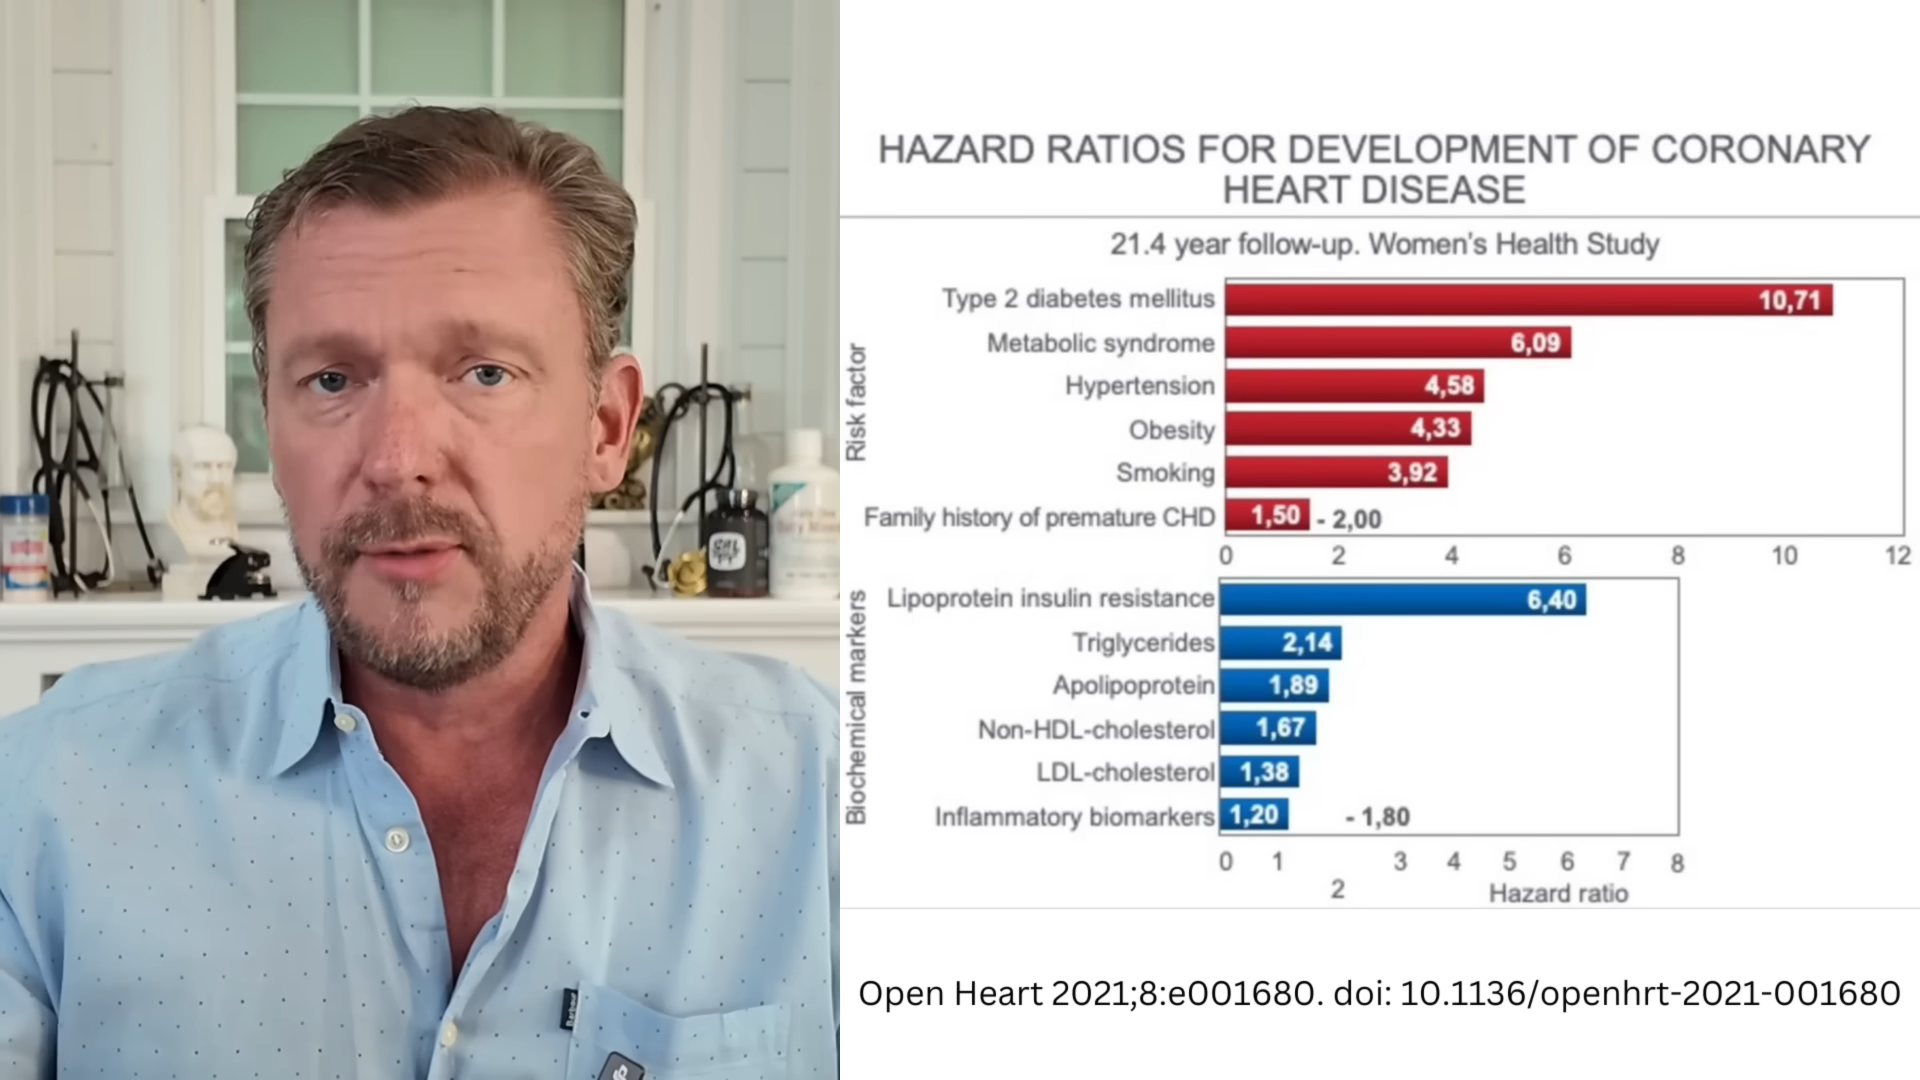 HAZARD RATIOS FOR DEVELOPMENT OF CORONARY
HEART DISEASE
21.4 year follow-up. Women's Health Study
Risk factor
Type 2 diabetes mellitus 10,71
Metabolic syndrome 6,09
Hypertension 4,58
Obesity 4,33
Smoking 3,92
Family history of premature CHD 1,50 - 2,00
0 2 4 6 8 10 12
Biochemical markers
Lipoprotein insulin resistance 6,40
Triglycerides 2,14
Apolipoprotein 1,89
Non-HDL-cholesterol 1,67
LDL-cholesterol 1,38
Inflammatory biomarkers 1,20 - 1,80
0 1 3 4 5 6 7 8
2
Hazard ratio
Open Heart 2021;8:e001680. doi: 10.1136/openhrt-2021-001680
Barbour